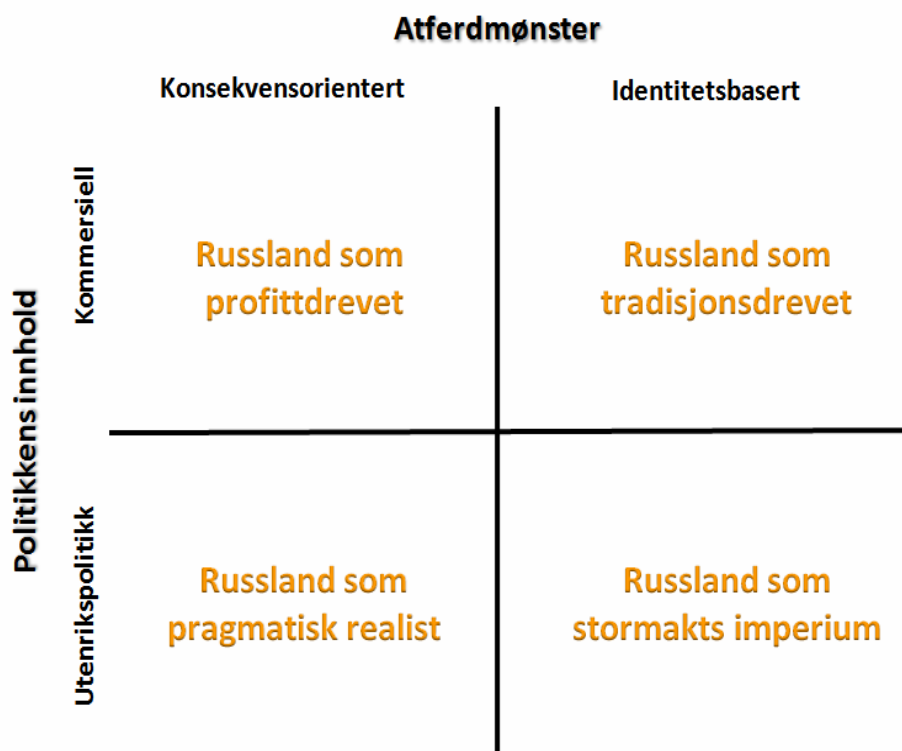 Atferdmønster
Konsekvensorientert
Identitetsbasert
Politikkens innhold
Kommersiell
Russland som
profittdrevet
Russland som
tradisjonsdrevet
Utenrikspolitikk
Russland som
pragmatisk realist
Russland som
stormakts imperium